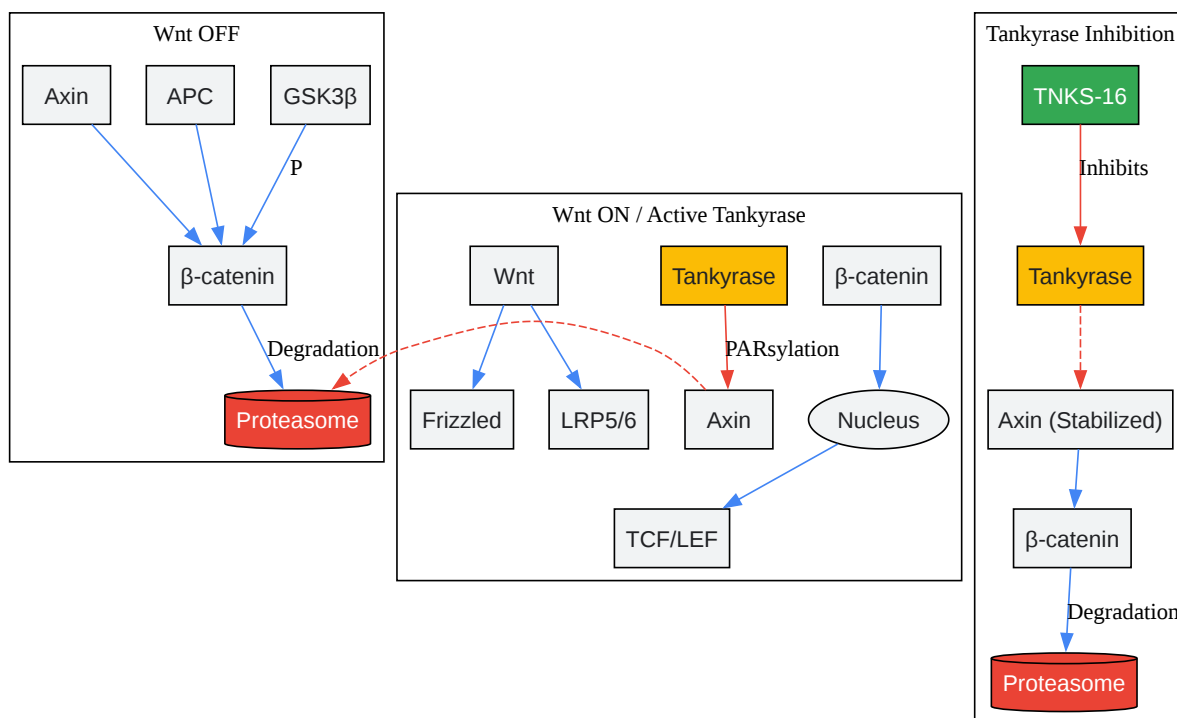 Wnt OFF
Axin
APC
GSK3β
P
β-catenin
Degradation
Proteasome
Wnt ON / Active Tankyrase
Wnt
Tankyrase
β-catenin
PARsylation
Frizzled
LRP5/6
Axin
Nucleus
TCF/LEF
Tankyrase Inhibition
TNKS-16
Inhibits
Tankyrase
Axin (Stabilized)
β-catenin
Degradation
Proteasome